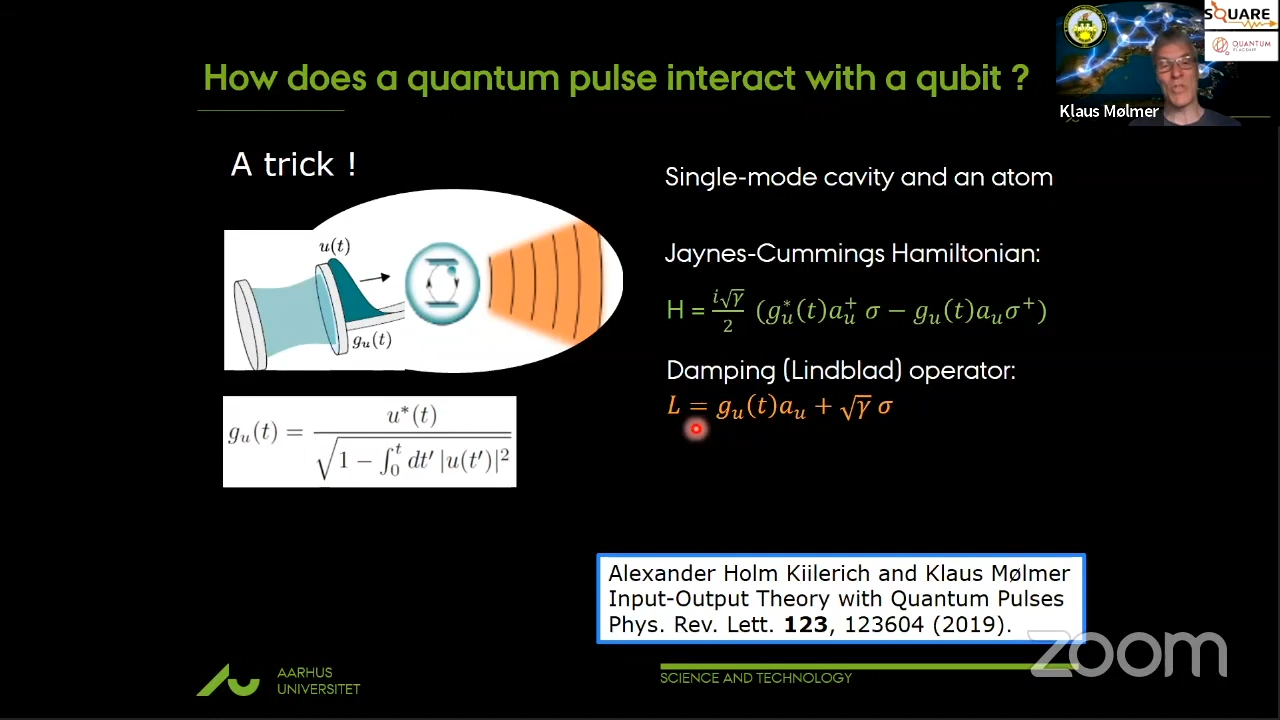 How does a quantum pulse interact with a qubit ?
SQUARE
QUANTUM
FLAGSHIP
Klaus Mølmer
A trick !
u(t)
g_u(t)
g_u(t) = u*(t) / √(1 − ∫₀ᵗ dt′ |u(t′)|²)
Single-mode cavity and an atom
Jaynes-Cummings Hamiltonian:
H = i√γ/2 (g_u*(t)a_u⁺ σ − g_u(t)a_uσ⁺)
Damping (Lindblad) operator:
L = g_u(t)a_u + √γ σ
Alexander Holm Kiilerich and Klaus Mølmer
Input-Output Theory with Quantum Pulses
Phys. Rev. Lett. 123, 123604 (2019).
zoom
AARHUS
UNIVERSITET
SCIENCE AND TECHNOLOGY